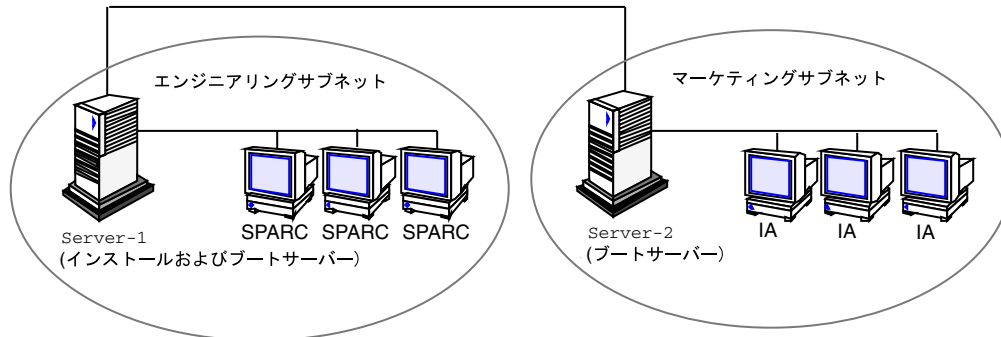 エンジニアリングサブネット
マーケティングサブネット
SPARC SPARC SPARC
Server-1
(インストールおよびブートサーバー)
IA IA IA
Server-2
(ブートサーバー)